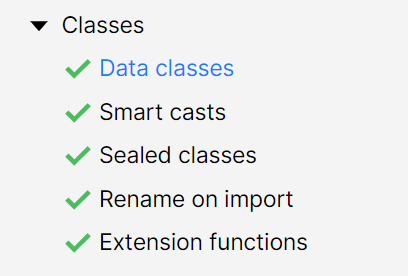 Classes
Data classes
Smart casts
Sealed classes
Rename on import
Extension functions